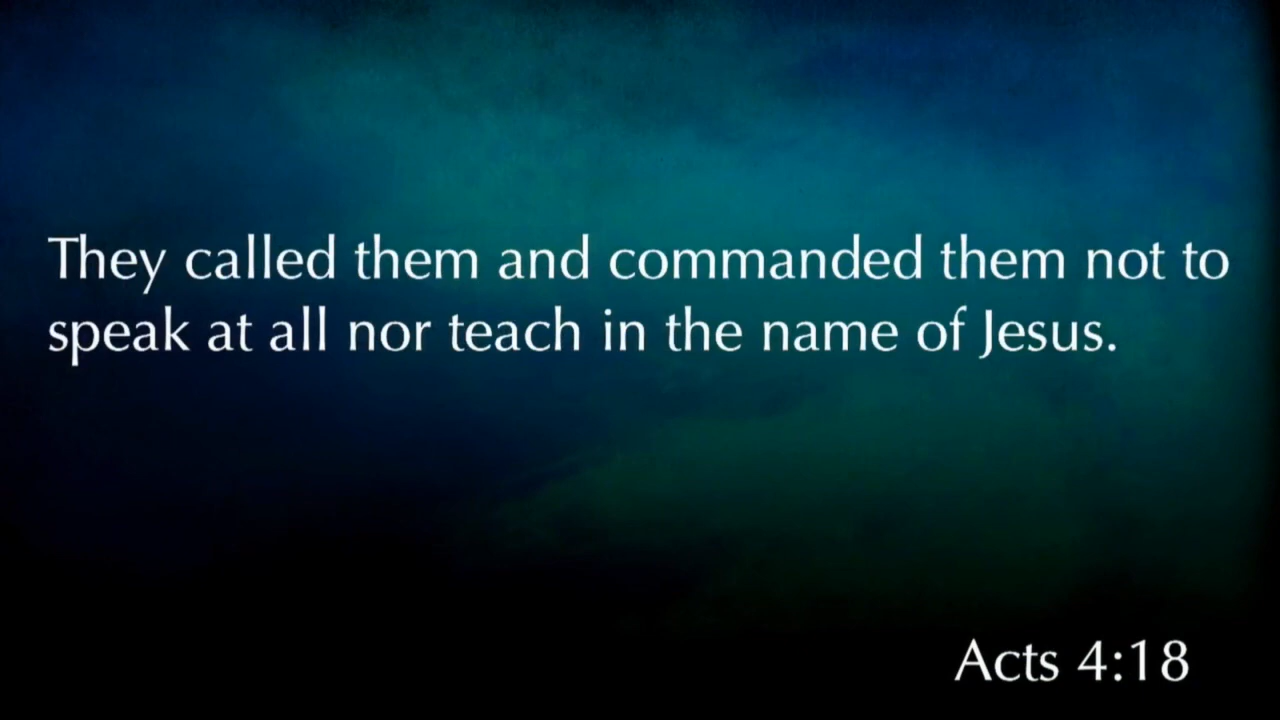 They called them and commanded them not to
speak at all nor teach in the name of Jesus.
Acts 4:18